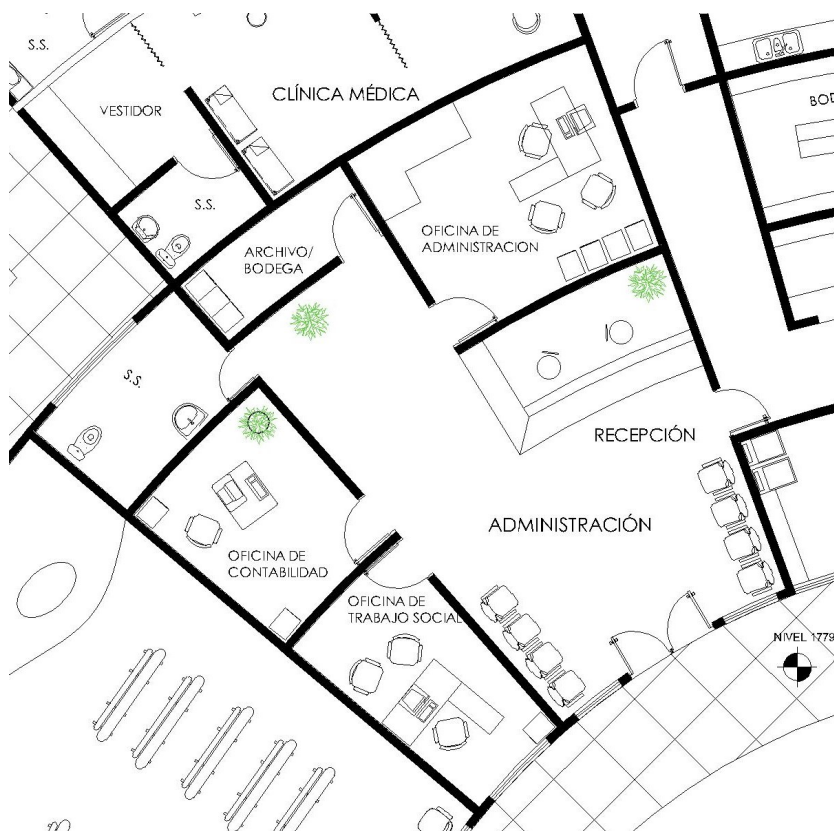 S.S.
VESTIDOR
CLÍNICA MÉDICA
S.S.
ARCHIVO/
BODEGA
OFICINA DE
ADMINISTRACION
S.S.
RECEPCIÓN
ADMINISTRACIÓN
OFICINA DE
CONTABILIDAD
OFICINA DE
TRABAJO SOCIAL
NIVEL 1779